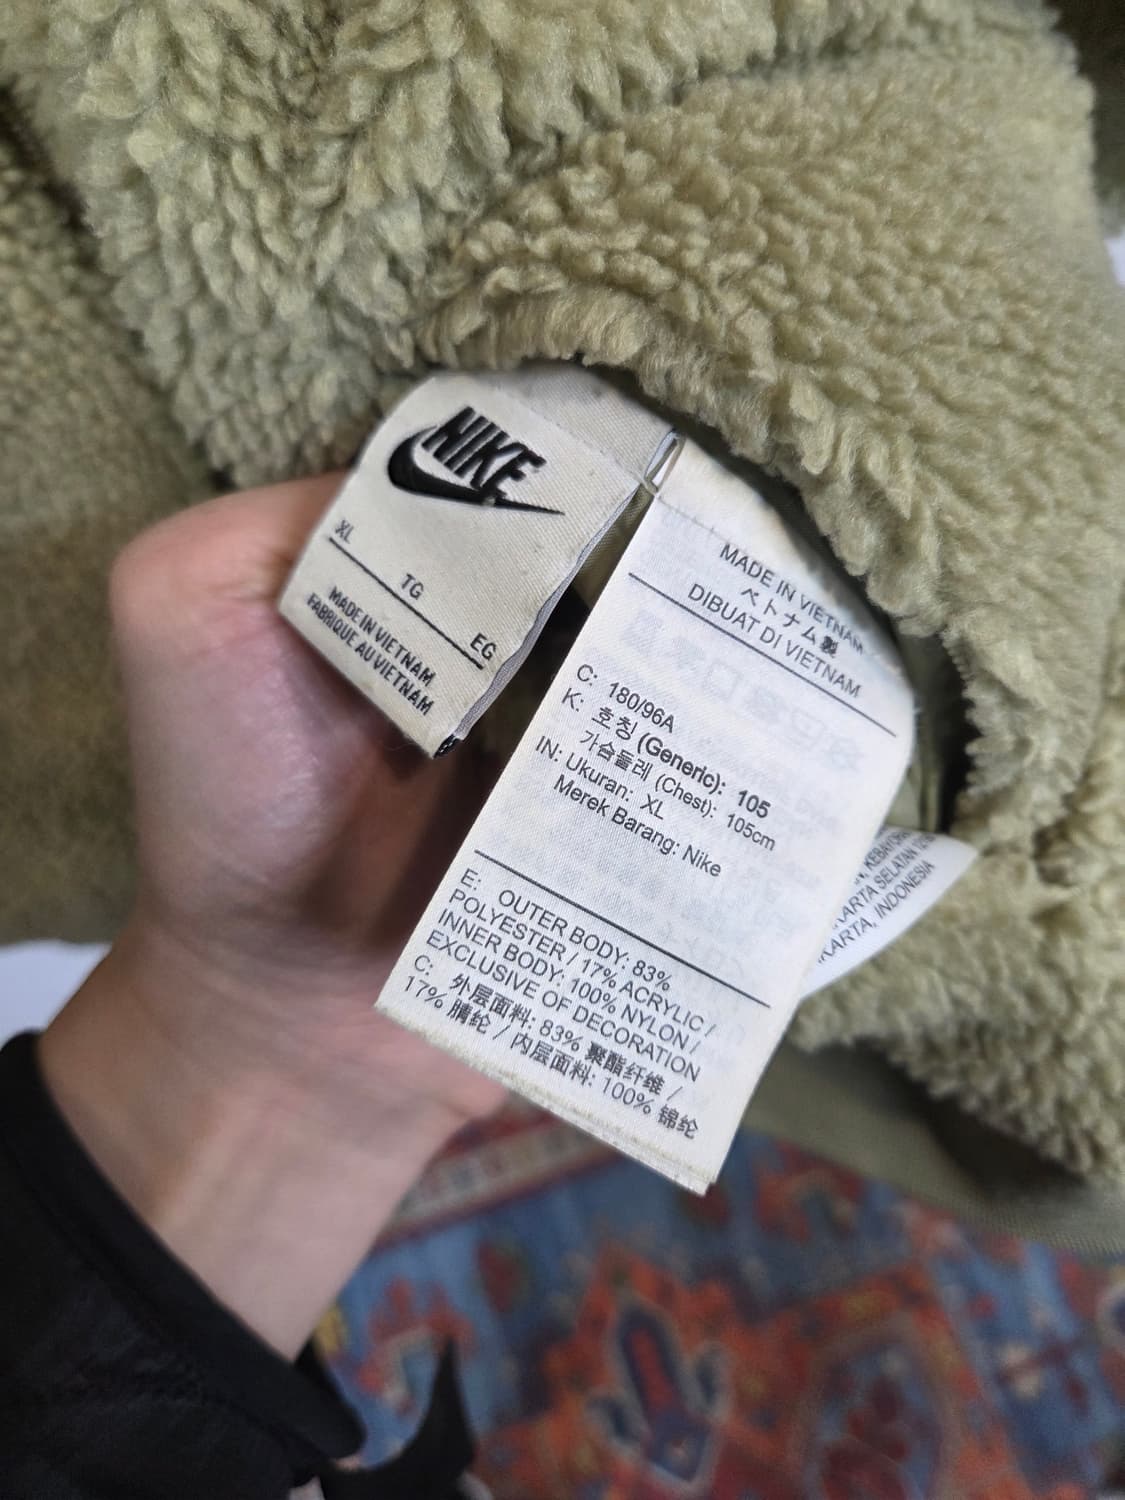 NIKE
XL
TG
EG
MADE IN VIETNAM
FABRIQUE AU VIETNAM
MADE IN VIETNAM
ベトナム製
DIBUAT DI VIETNAM
C: 180/96A
K: 호칭 (Generic): 105
가슴둘레 (Chest): 105cm
IN: Ukuran: XL
Merek Barang: Nike
E: OUTER BODY: 83%
POLYESTER / 17% ACRYLIC /
INNER BODY: 100% NYLON /
EXCLUSIVE OF DECORATION
C: 外层面料: 83% 聚酯纤维 /
17% 腈纶 / 内层面料: 100% 锦纶
SELATAN
INDONESIA